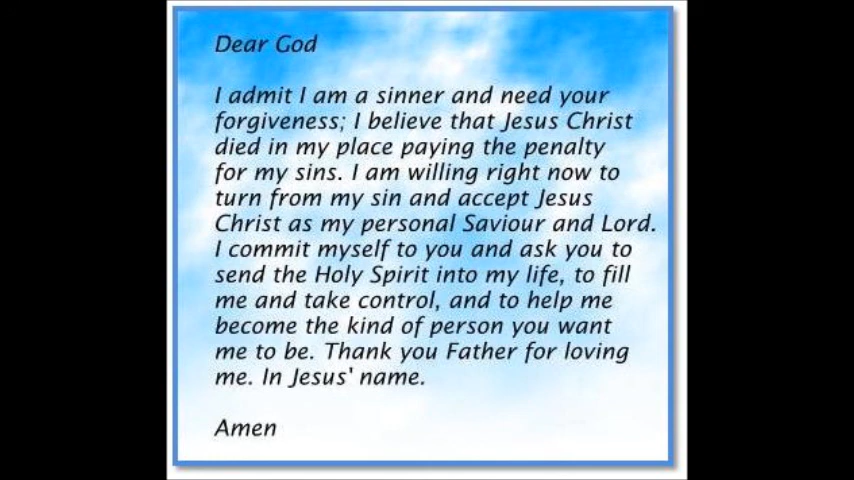 Dear God
I admit I am a sinner and need your
forgiveness; I believe that Jesus Christ
died in my place paying the penalty
for my sins. I am willing right now to
turn from my sin and accept Jesus
Christ as my personal Saviour and Lord.
I commit myself to you and ask you to
send the Holy Spirit into my life, to fill
me and take control, and to help me
become the kind of person you want
me to be. Thank you Father for loving
me. In Jesus' name.
Amen